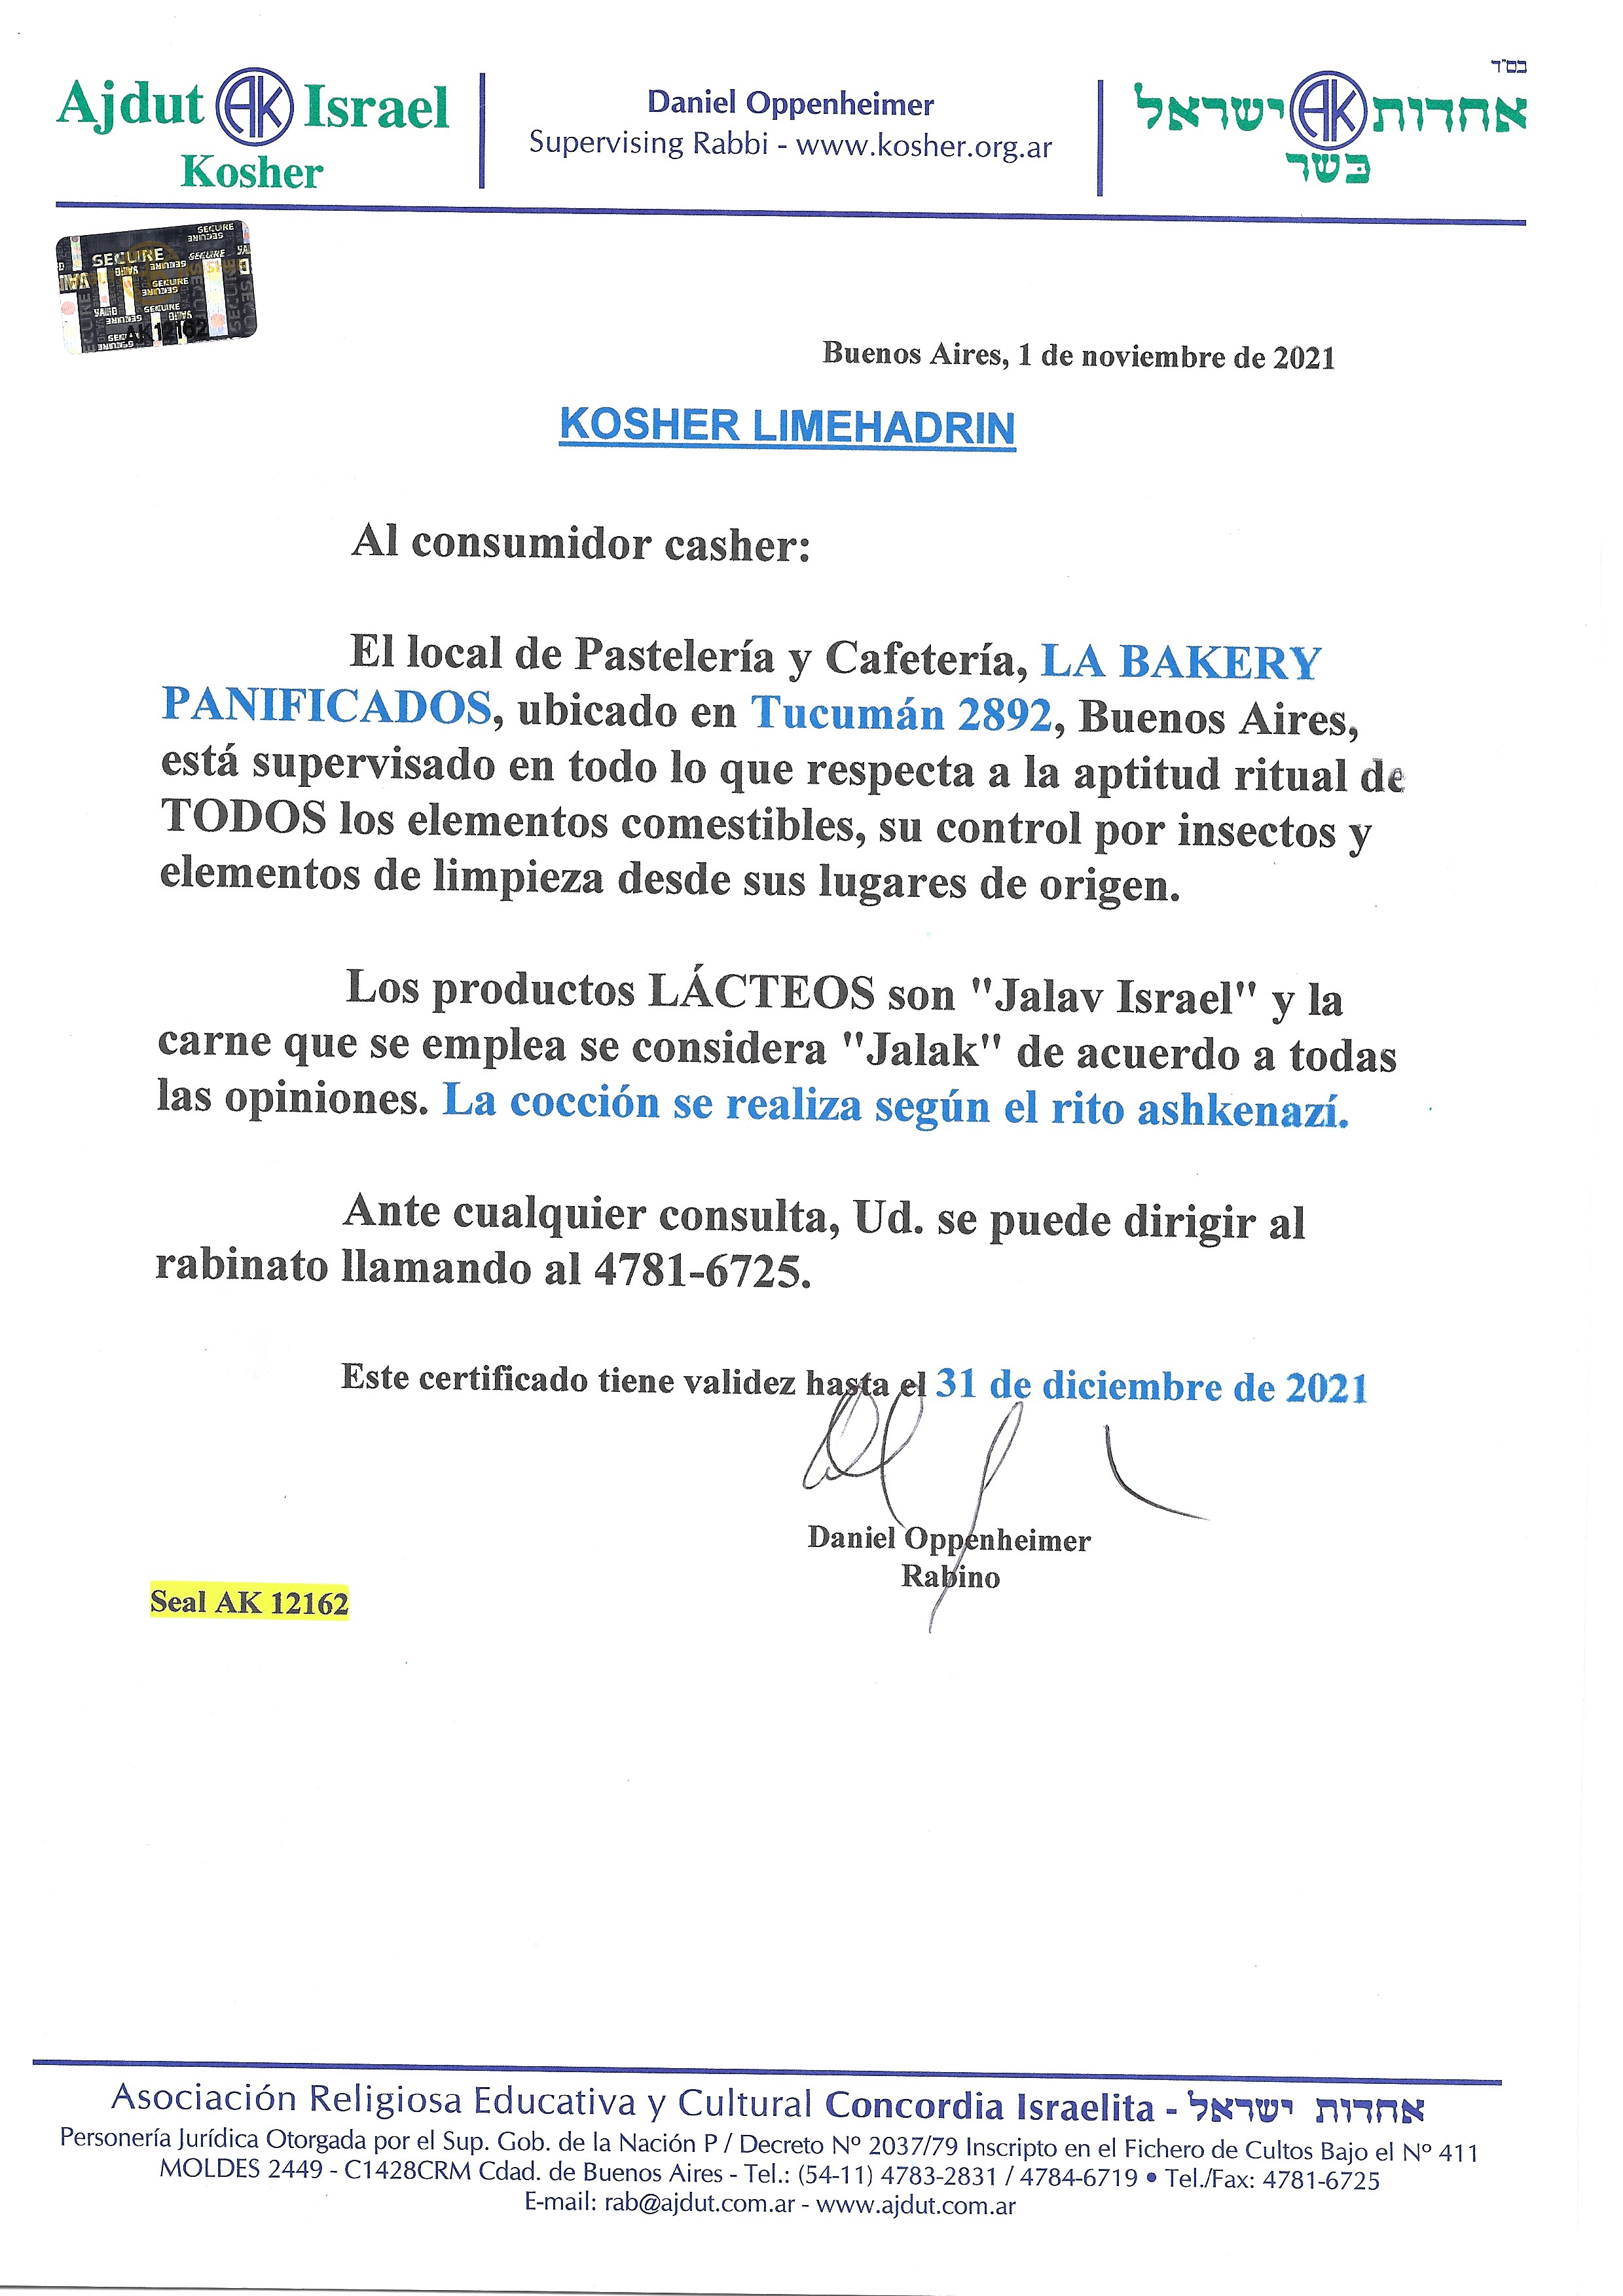 בס"ד
Ajdut AK Israel
Kosher
Daniel Oppenheimer
Supervising Rabbi - www.kosher.org.ar
אחדות AK ישראל
כשר
SECURE
AK12162
Buenos Aires, 1 de noviembre de 2021
KOSHER LIMEHADRIN
Al consumidor casher:
El local de Pastelería y Cafetería, LA BAKERY
PANIFICADOS, ubicado en Tucumán 2892, Buenos Aires,
está supervisado en todo lo que respecta a la aptitud ritual de
TODOS los elementos comestibles, su control por insectos y
elementos de limpieza desde sus lugares de origen.
Los productos LÁCTEOS son "Jalav Israel" y la
carne que se emplea se considera "Jalak" de acuerdo a todas
las opiniones. La cocción se realiza según el rito ashkenazí.
Ante cualquier consulta, Ud. se puede dirigir al
rabinato llamando al 4781-6725.
Este certificado tiene validez hasta el 31 de diciembre de 2021
Daniel Oppenheimer
Rabino
Seal AK 12162
Asociación Religiosa Educativa y Cultural Concordia Israelita - אחדות ישראל
Personería Jurídica Otorgada por el Sup. Gob. de la Nación P / Decreto Nº 2037/79 Inscripto en el Fichero de Cultos Bajo el Nº 411
MOLDES 2449 - C1428CRM Cdad. de Buenos Aires - Tel.: (54-11) 4783-2831 / 4784-6719 • Tel./Fax: 4781-6725
E-mail: rab@ajdut.com.ar - www.ajdut.com.ar